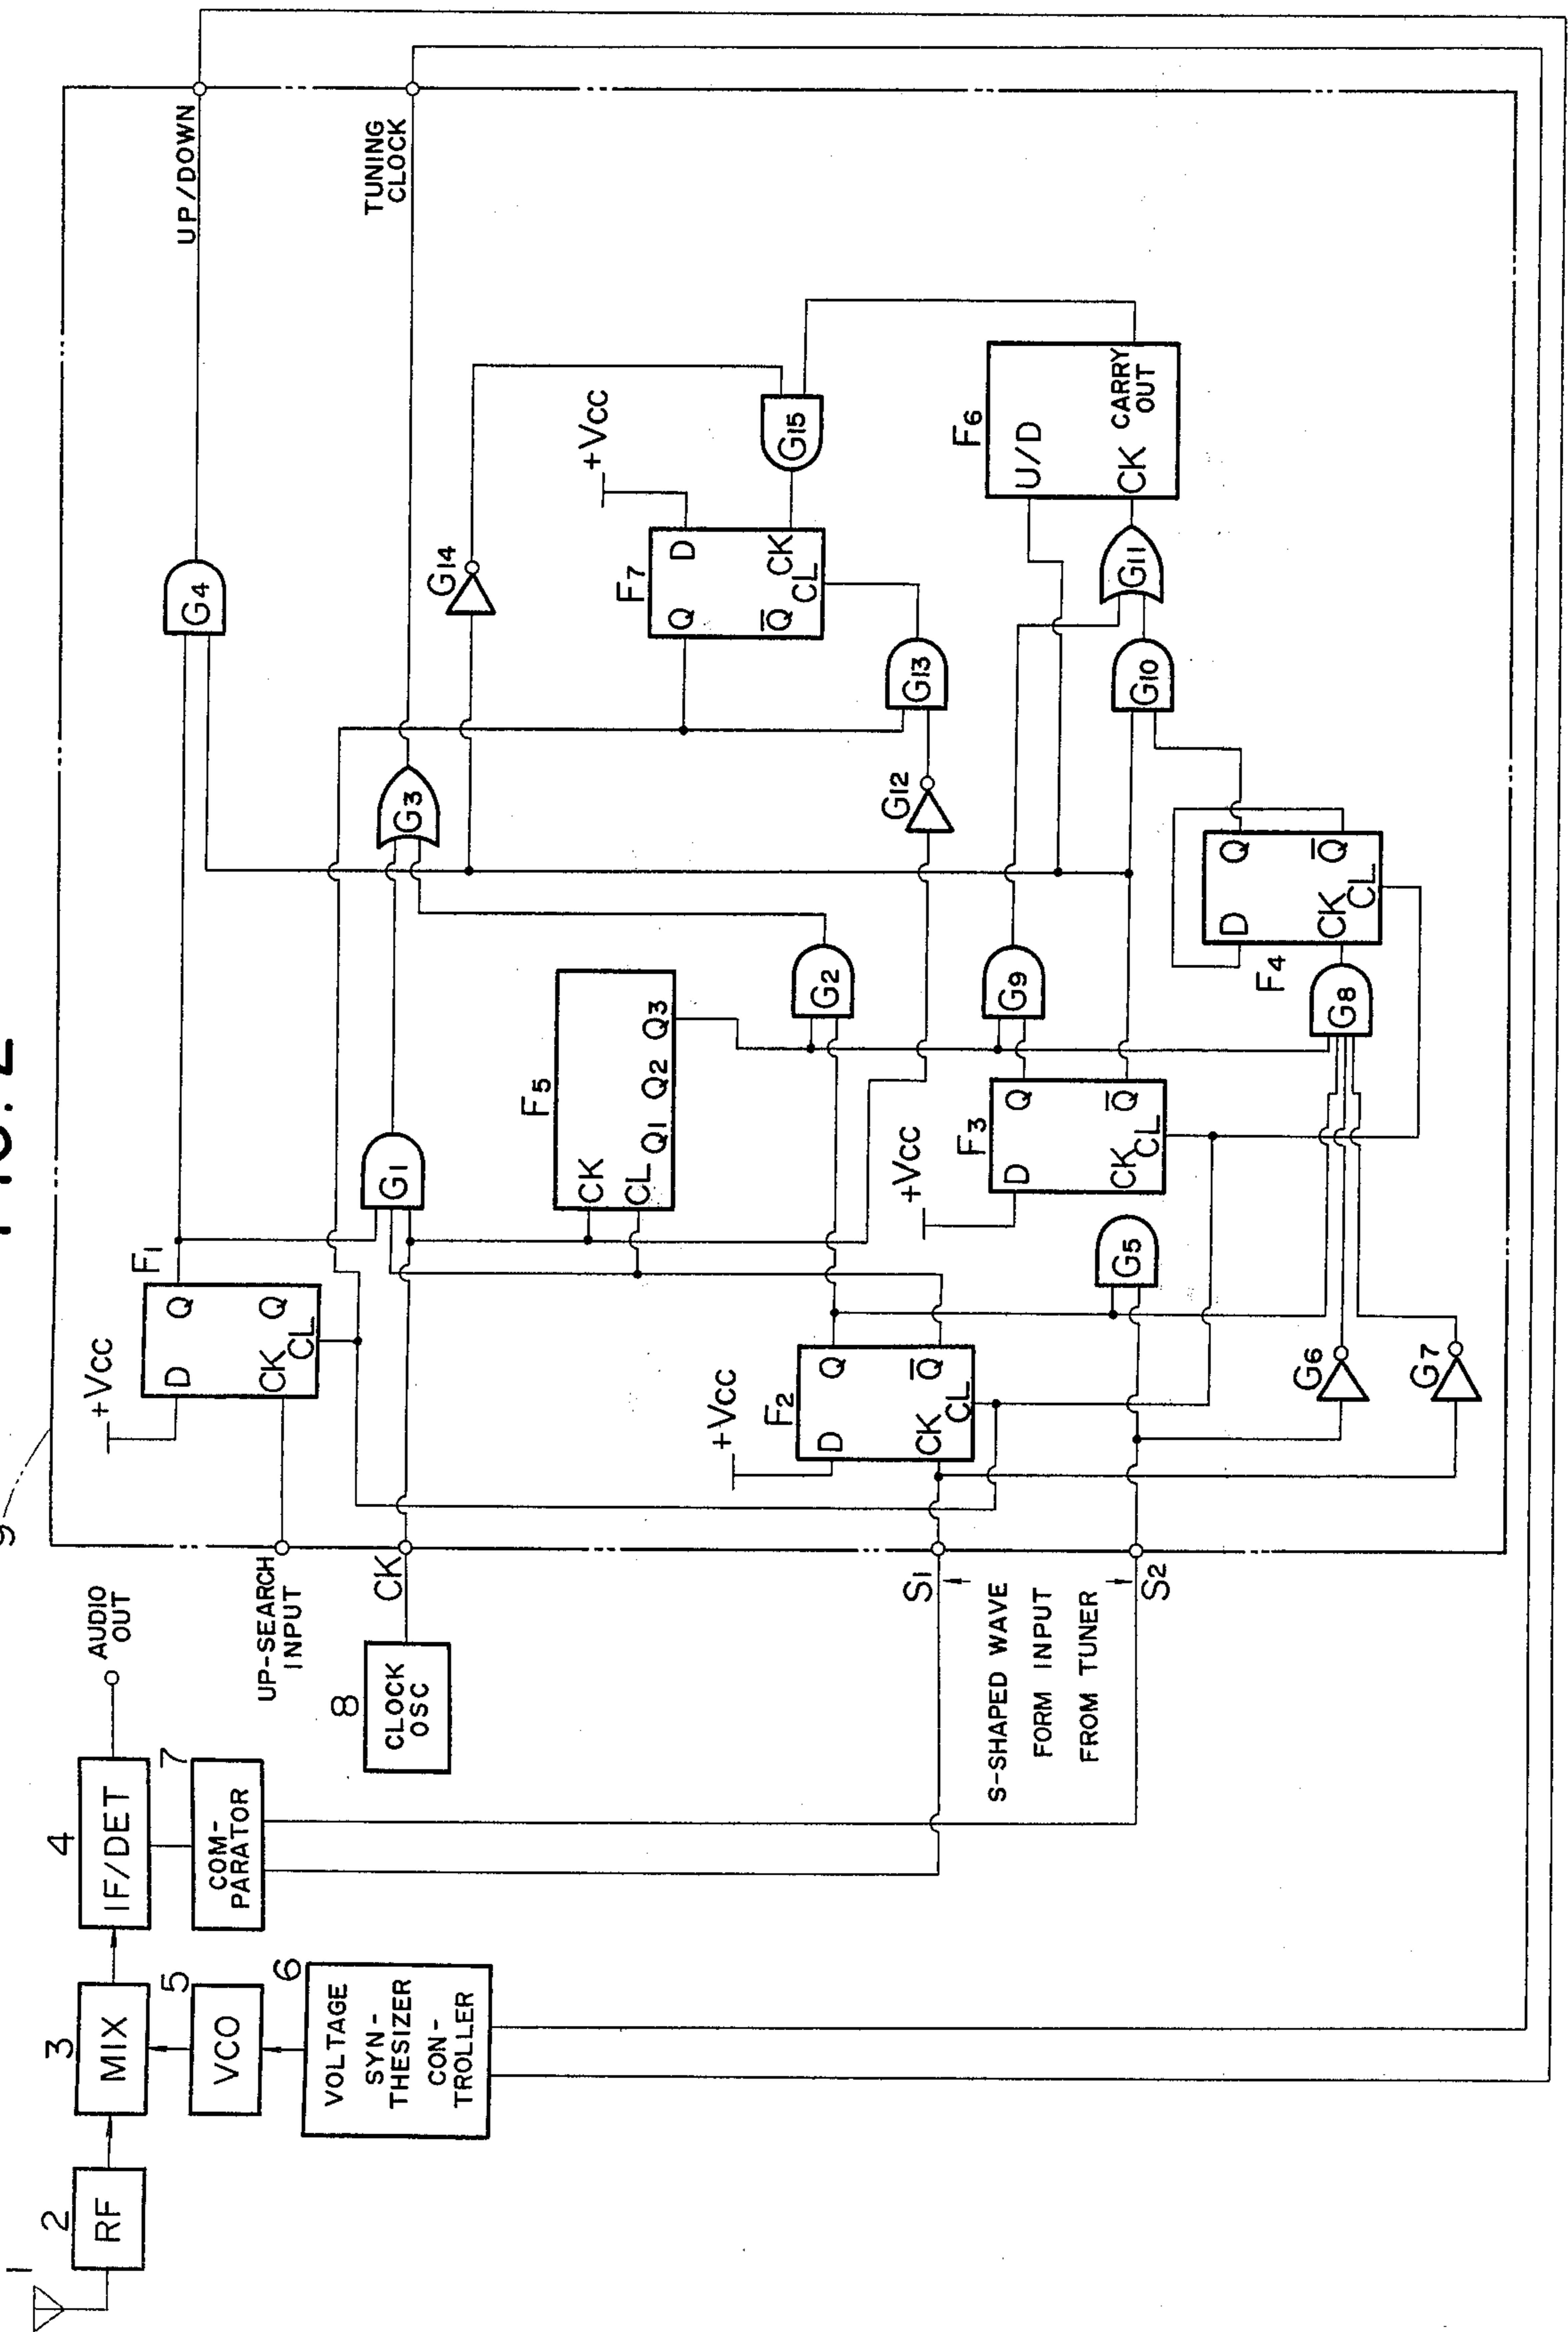 FIG. 2
1
2
RF
3
MIX
4
IF/DET
AUDIO
OUT
5
VCO
7
COM-
PARATOR
6
VOLTAGE
SYN-
THESIZER
CON-
TROLLER
8
CLOCK
OSC
UP-SEARCH
INPUT
CK
S1
S-SHAPED WAVE
FORM INPUT
FROM TUNER
S2
9
+VCC
F1
D
Q
CK
Q
CL
G1
G4
UP/DOWN
G3
TUNING
CLOCK
F5
CK
CL
Q1
Q2
Q3
+VCC
F2
D
Q
CK
Q̅
CL
G2
G14
+VCC
F7
Q
D
Q̅
CK
CL
G15
G12
G13
+VCC
F3
D
Q
CK
Q̅
CL
G5
G9
G6
G7
G8
F4
D
Q
CK
Q̅
CL
G10
G11
F6
U/D
CK
CARRY
OUT